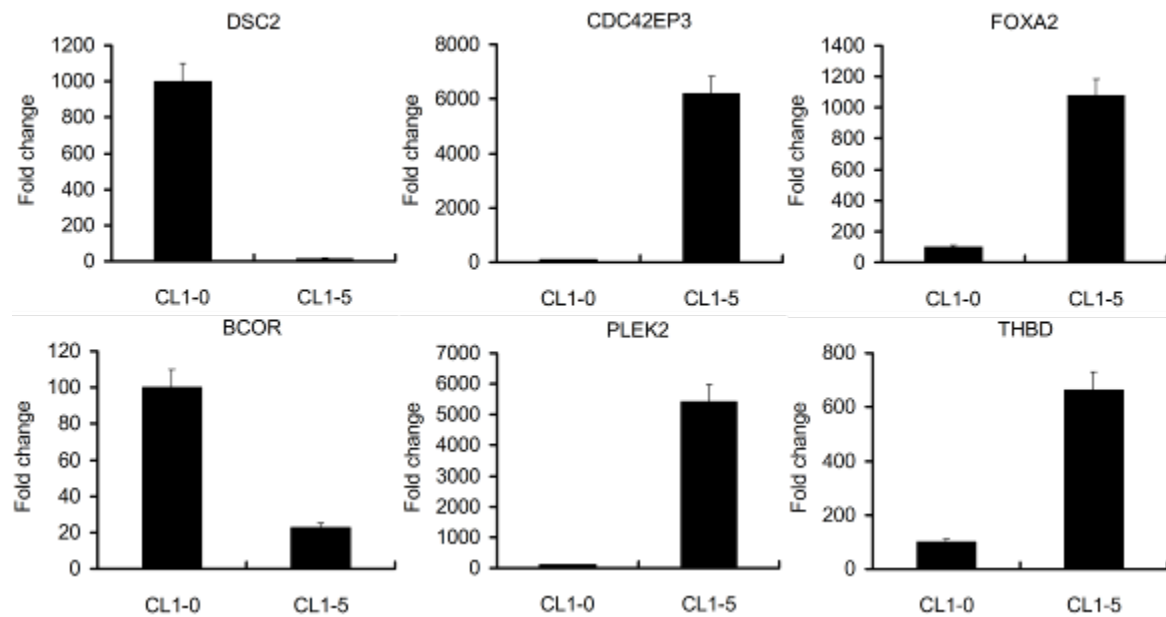 DSC2
1200
1000
800
600
400
200
0
Fold change
CL1-0 CL1-5
CDC42EP3
8000
6000
4000
2000
0
Fold change
CL1-0 CL1-5
FOXA2
1400
1200
1000
800
600
400
200
0
Fold change
CL1-0 CL1-5
BCOR
120
100
80
60
40
20
0
Fold change
CL1-0 CL1-5
PLEK2
7000
6000
5000
4000
3000
2000
1000
0
Fold change
CL1-0 CL1-5
THBD
800
600
400
200
0
Fold change
CL1-0 CL1-5